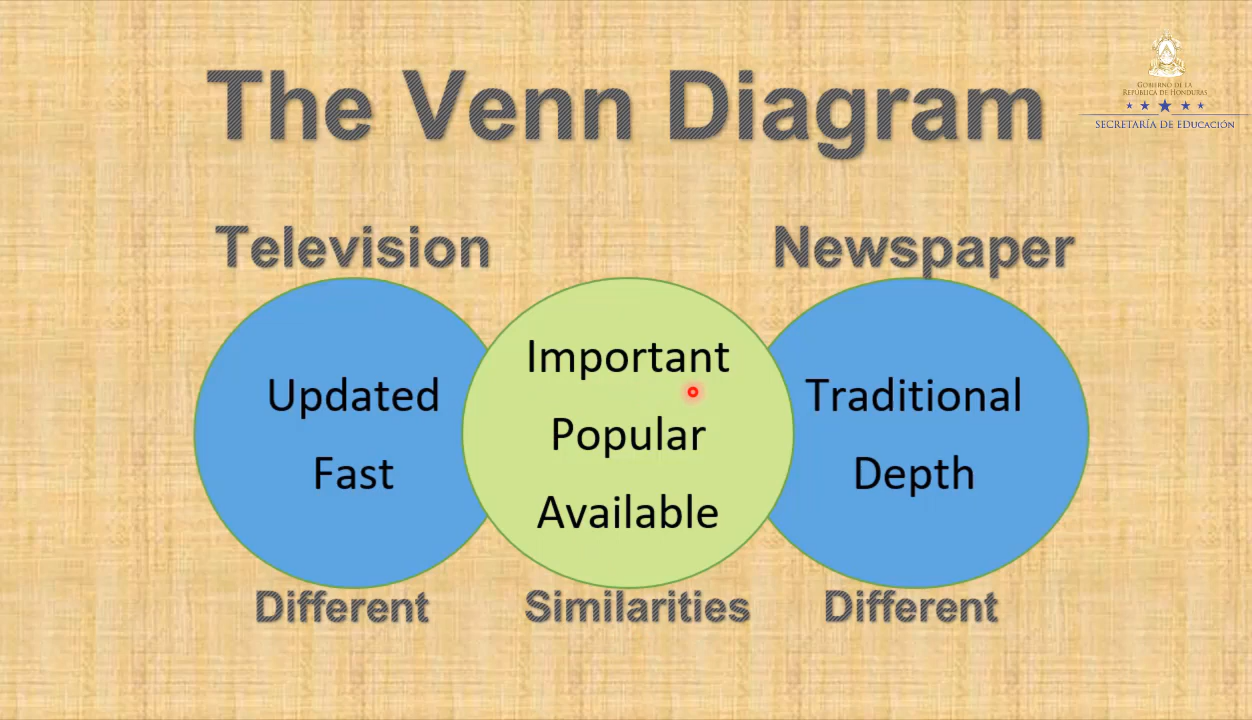 The Venn Diagram
GOBIERNO DE LA
REPÚBLICA DE HONDURAS
SECRETARÍA DE EDUCACIÓN
Television
Newspaper
Updated
Fast
Important
Popular
Available
Traditional
Depth
Different
Similarities
Different